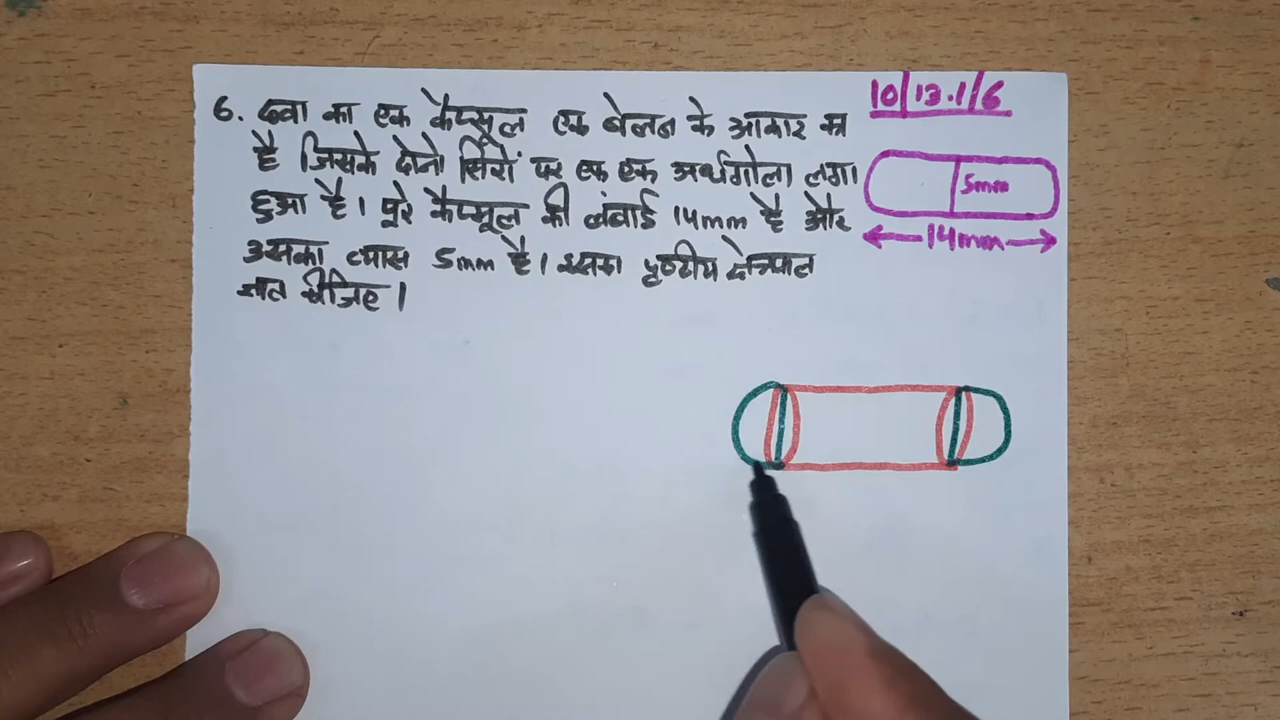 6. दवा का एक कैप्सूल एक बेलन के आकार का
है जिसके दोनो सिरों पर एक एक अर्धगोला लगा
हुआ है। पूरे कैप्सूल की लंबाई 14mm है और
उसका व्यास 5mm है। इसका पृष्ठीय क्षेत्रफल
ज्ञात कीजिए।
10/13.1/6
5mm
14mm